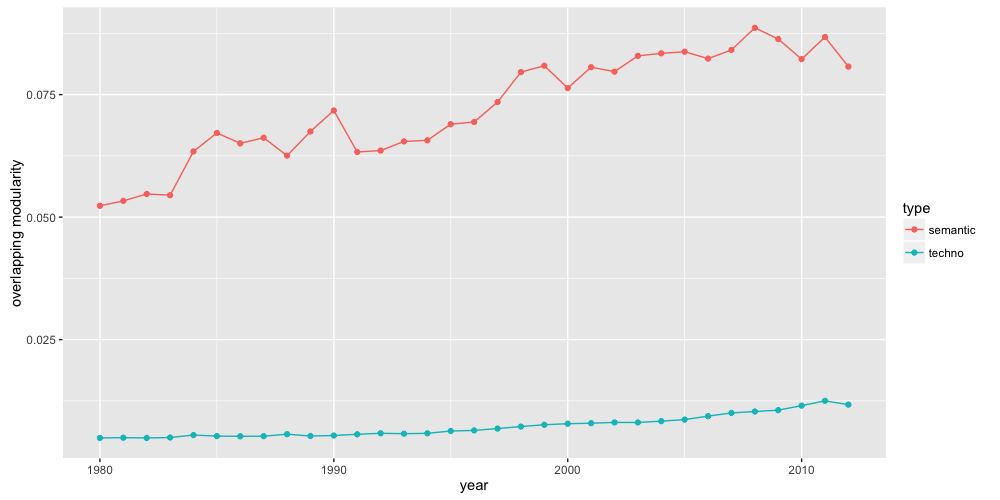 0.075
0.050
0.025
overlapping modularity
1980
1990
2000
2010
year
type
semantic
techno